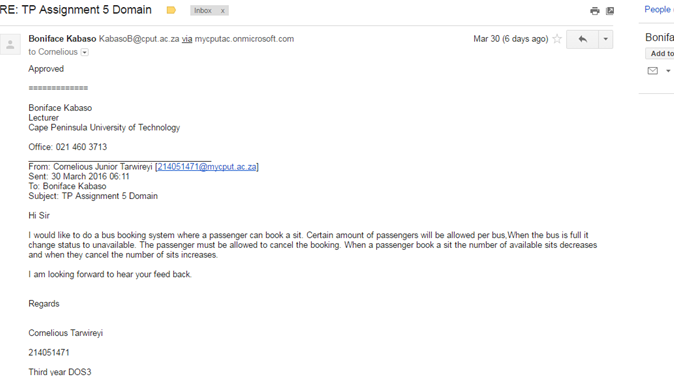 RE: TP Assignment 5 Domain
Inbox x
People
Boniface Kabaso KabasoB@cput.ac.za via mycputac.onmicrosoft.com
Mar 30 (6 days ago)
to Cornelious
Bonifa
Add to
Approved
=============
Boniface Kabaso
Lecturer
Cape Peninsula University of Technology
Office: 021 460 3713
From: Cornelious Junior Tarwireyi [214051471@mycput.ac.za]
Sent: 30 March 2016 06:11
To: Boniface Kabaso
Subject: TP Assignment 5 Domain
Hi Sir
I would like to do a bus booking system where a passenger can book a sit. Certain amount of passengers will be allowed per bus,When the bus is full it
change status to unavailable. The passenger must be allowed to cancel the booking. When a passenger book a sit the number of available sits decreases
and when they cancel the number of sits increases.
I am looking forward to hear your feed back.
Regards
Cornelious Tarwireyi
214051471
Third year DOS3